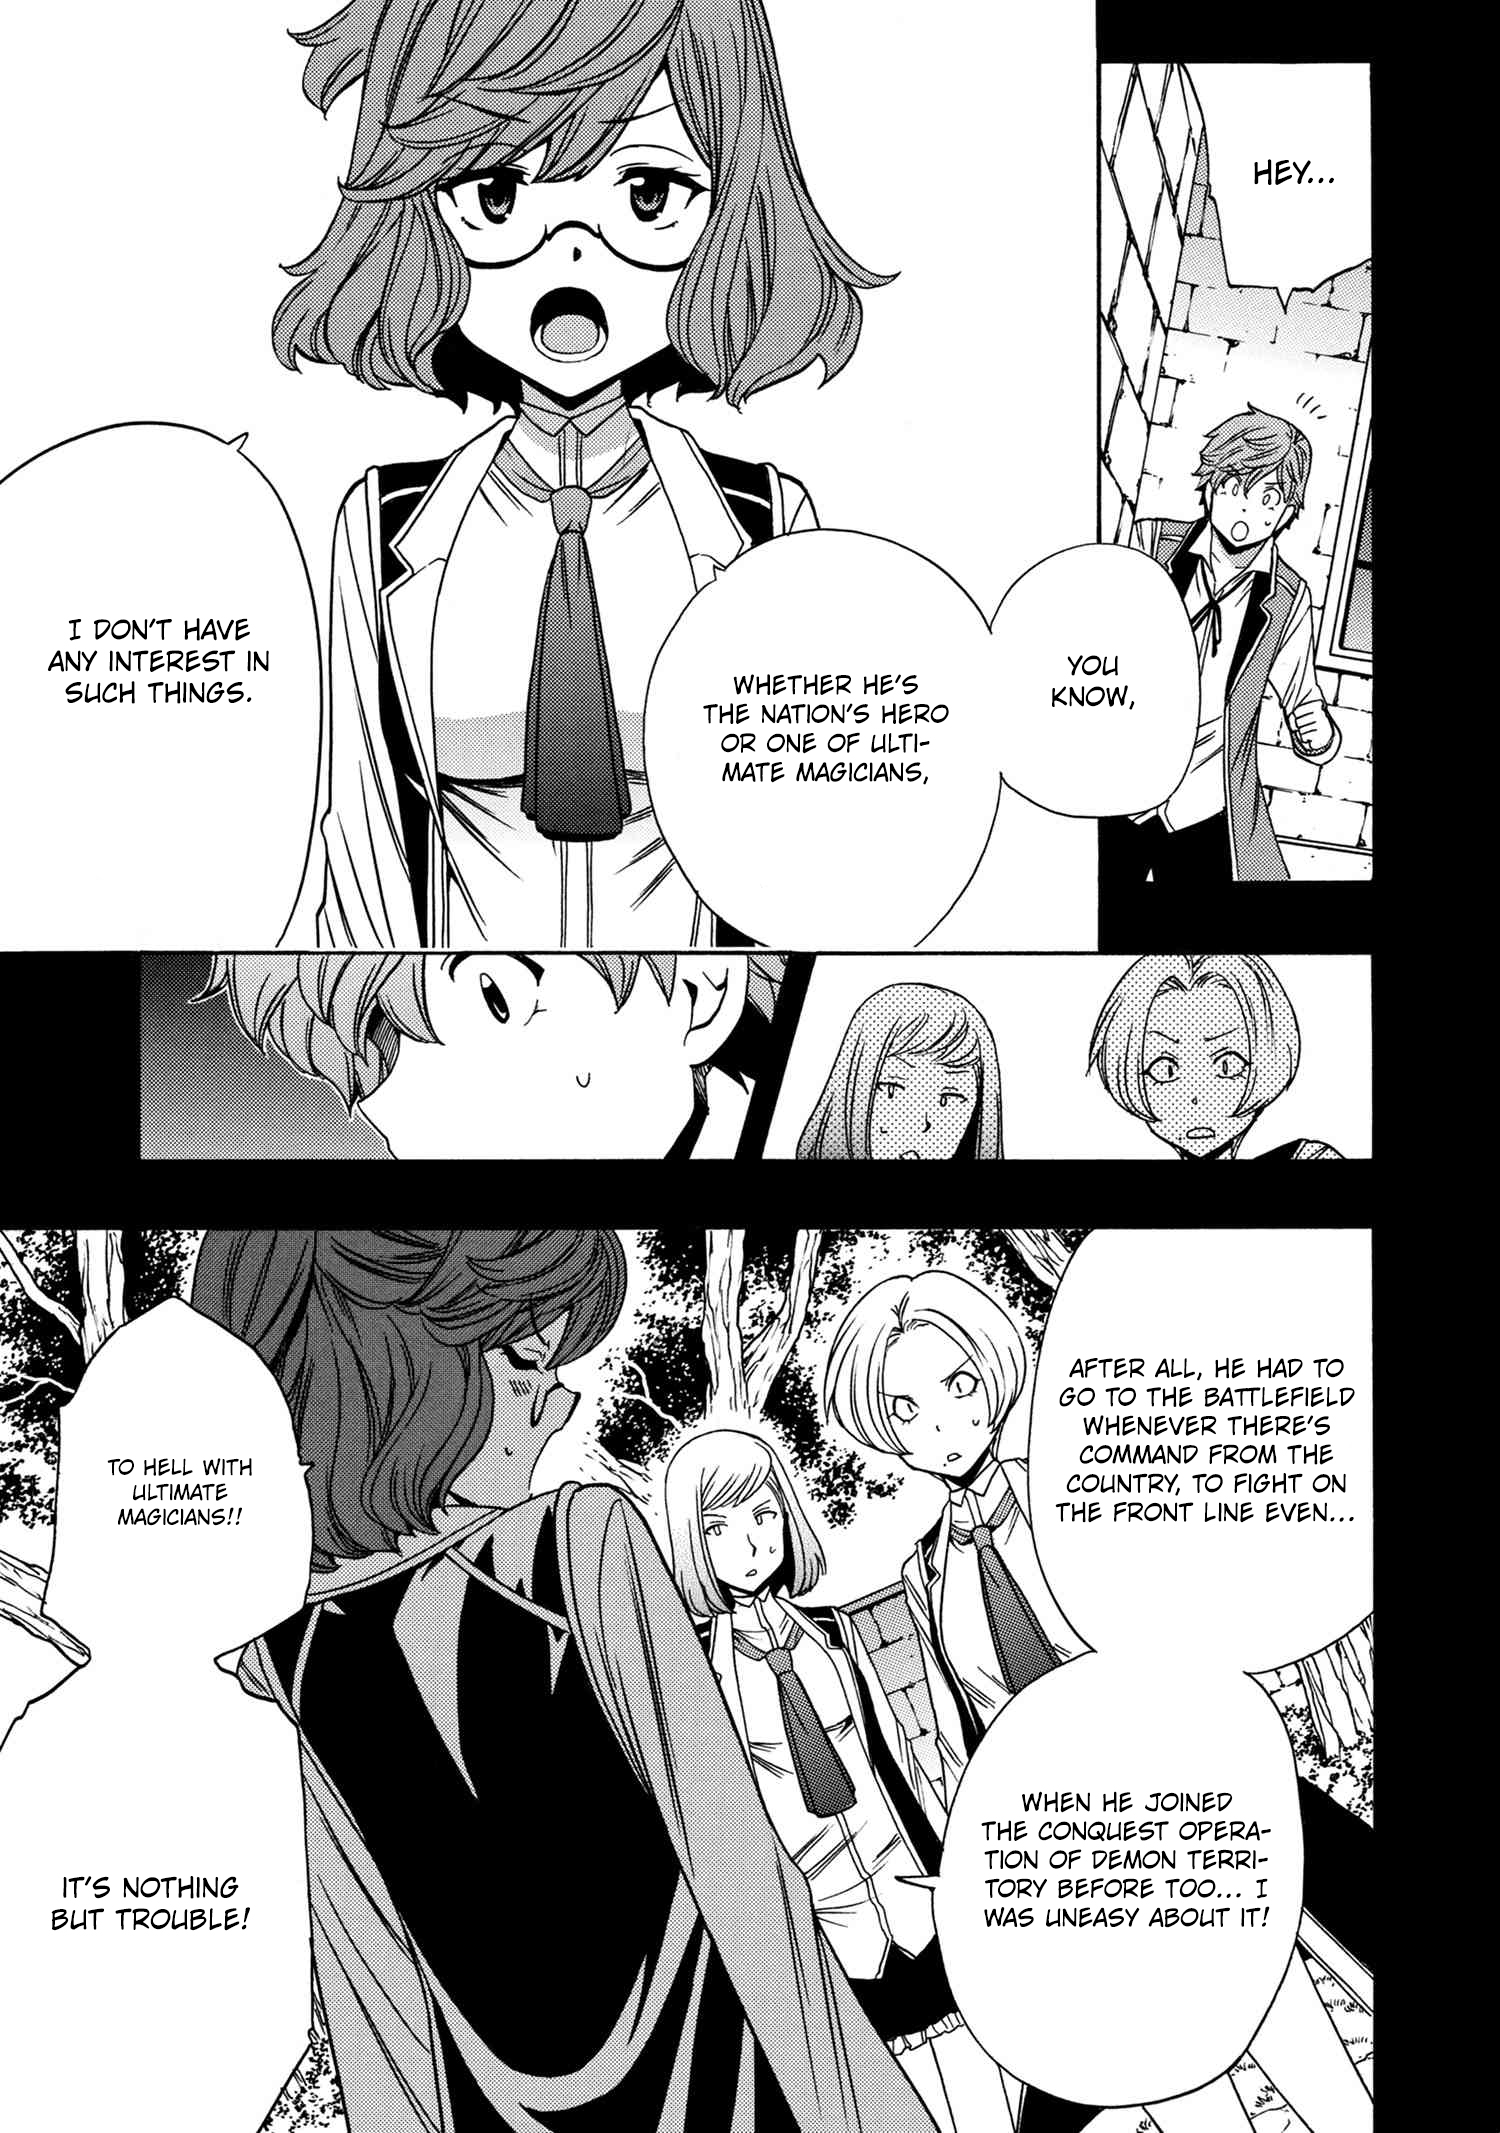 HEY...
YOU
KNOW,
WHETHER HE'S
THE NATION'S HERO
OR ONE OF ULTI-
MATE MAGICIANS,
I DON'T HAVE
ANY INTEREST IN
SUCH THINGS.
AFTER ALL, HE HAD TO
GO TO THE BATTLEFIELD
WHENEVER THERE'S
COMMAND FROM THE
COUNTRY, TO FIGHT ON
THE FRONT LINE EVEN...
WHEN HE JOINED
THE CONQUEST OPERA-
TION OF DEMON TERRI-
TORY BEFORE TOO... I
WAS UNEASY ABOUT IT!
TO HELL WITH
ULTIMATE
MAGICIANS!!
IT'S NOTHING
BUT TROUBLE!